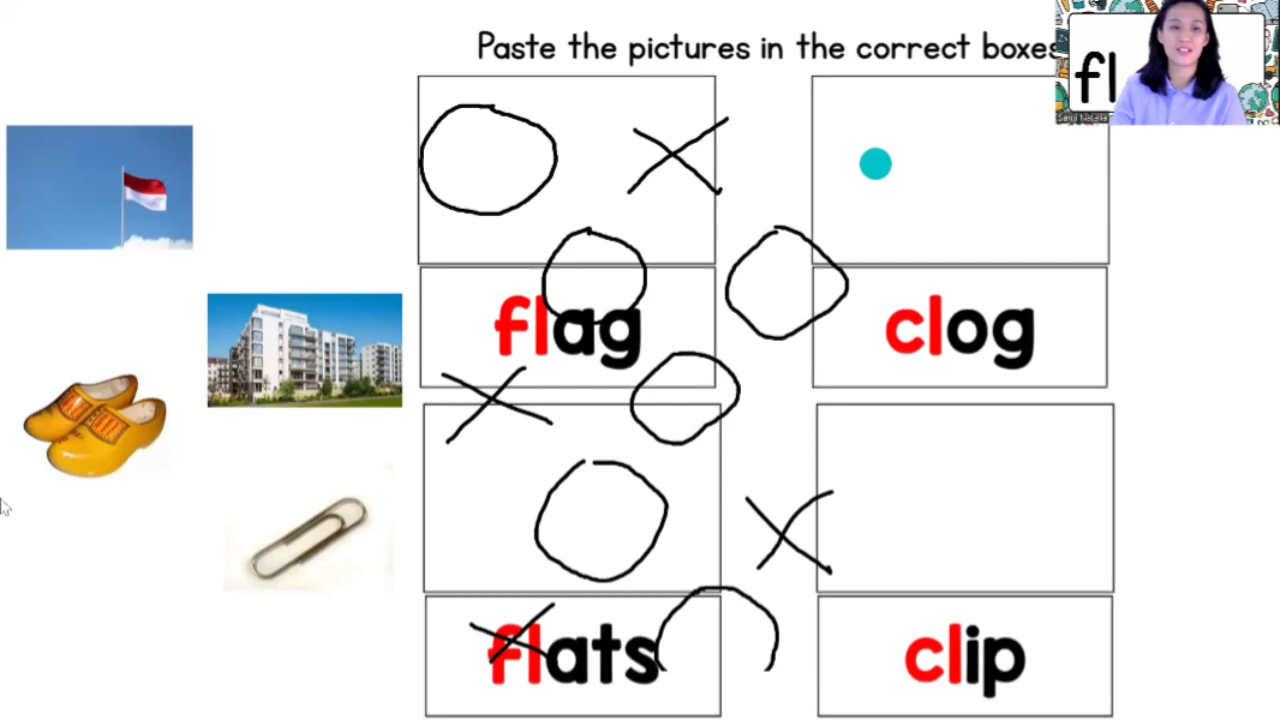 Paste the pictures in the correct boxes
fl
flag
clog
flats
clip